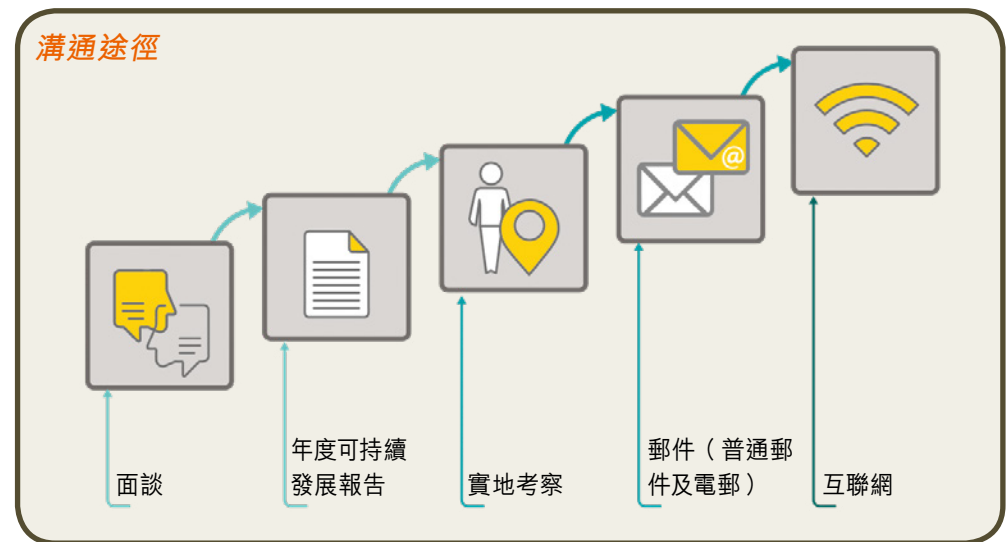 溝通途徑
@
面談
年度可持續
發展報告
實地考察
郵件（普通郵
件及電郵）
互聯網